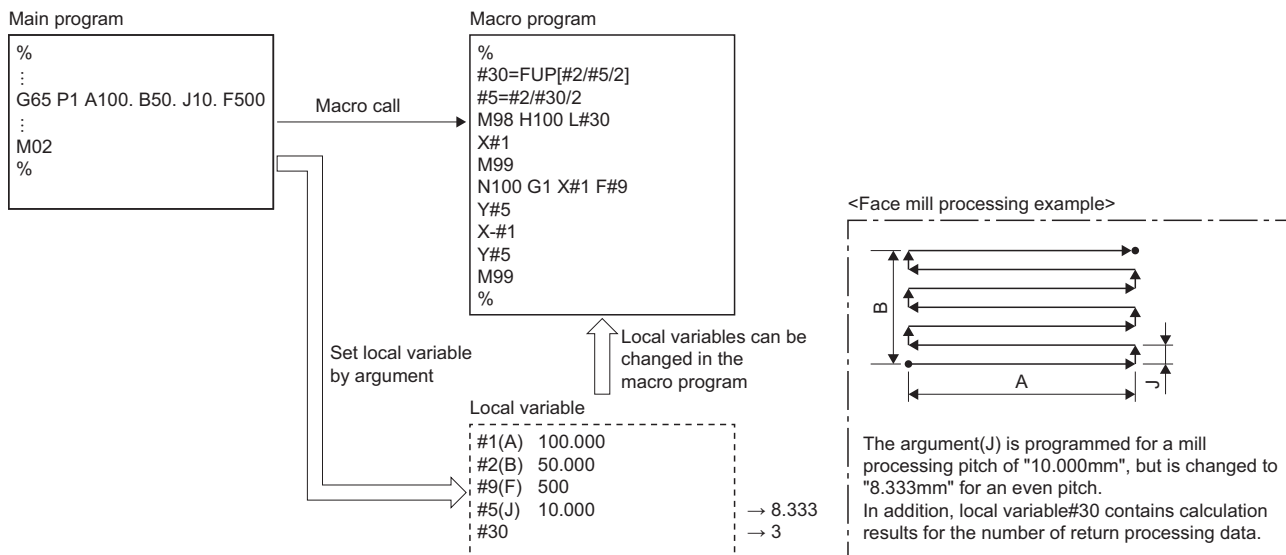 Main program
%
⋮
G65 P1 A100. B50. J10. F500
⋮
M02
%
Macro call
Set local variable
by argument
Macro program
%
#30=FUP[#2/#5/2]
#5=#2/#30/2
M98 H100 L#30
X#1
M99
N100 G1 X#1 F#9
Y#5
X-#1
Y#5
M99
%
Local variables can be
changed in the
macro program
Local variable
#1(A) 100.000
#2(B) 50.000
#9(F) 500
#5(J) 10.000 → 8.333
#30 → 3
<Face mill processing example>
B
A
J
The argument(J) is programmed for a mill
processing pitch of "10.000mm", but is changed to
"8.333mm" for an even pitch.
In addition, local variable#30 contains calculation
results for the number of return processing data.